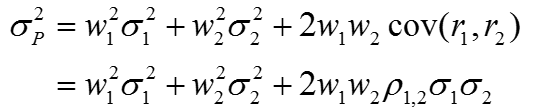 σ_P^2 = w_1^2 σ_1^2 + w_2^2 σ_2^2 + 2w_1 w_2 cov(r_1, r_2)
= w_1^2 σ_1^2 + w_2^2 σ_2^2 + 2w_1 w_2 ρ_{1,2} σ_1 σ_2